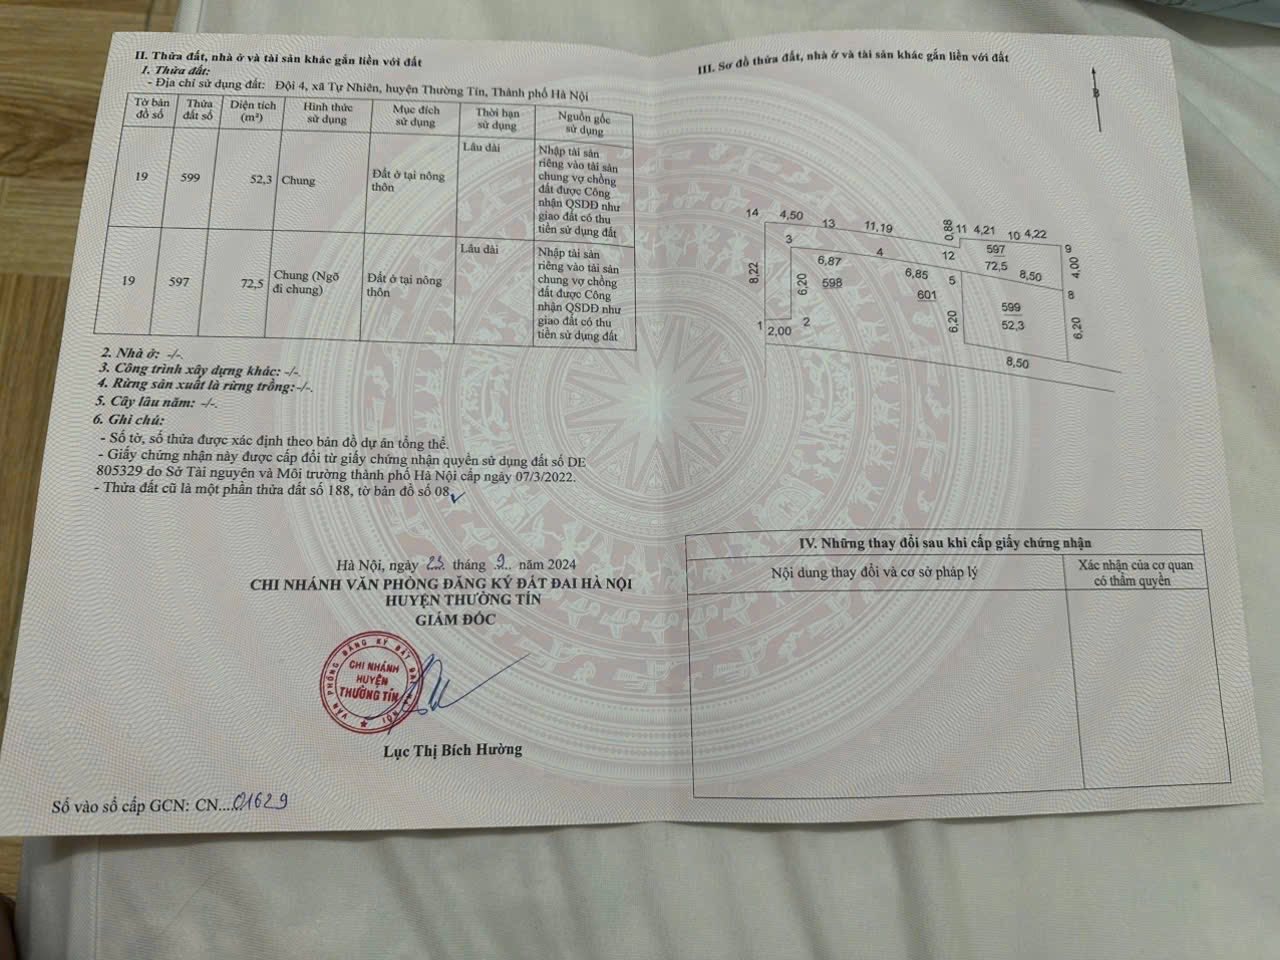 II. Thửa đất, nhà ở và tài sản khác gắn liền với đất
1. Thửa đất:
- Địa chỉ sử dụng đất: Đội 4, xã Tự Nhiên, huyện Thường Tín, Thành phố Hà Nội
Tờ bản đồ số | Thửa đất số | Diện tích (m²) | Hình thức sử dụng | Mục đích sử dụng | Thời hạn sử dụng | Nguồn gốc sử dụng
19 | 599 | 52,3 | Chung | Đất ở tại nông thôn | Lâu dài | Nhập tài sản riêng vào tài sản chung vợ chồng đất được Công nhận QSDĐ như giao đất có thu tiền sử dụng đất
19 | 597 | 72,5 | Chung (Ngõ đi chung) | Đất ở tại nông thôn | Lâu dài | Nhập tài sản riêng vào tài sản chung vợ chồng đất được Công nhận QSDĐ như giao đất có thu tiền sử dụng đất
2. Nhà ở: -/-.
3. Công trình xây dựng khác: -/-.
4. Rừng sản xuất là rừng trồng: -/-.
5. Cây lâu năm: -/-.
6. Ghi chú:
- Số tờ, số thửa được xác định theo bản đồ dự án tổng thể.
- Giấy chứng nhận này được cấp đổi từ giấy chứng nhận quyền sử dụng đất số DE
805329 do Sở Tài nguyên và Môi trường thành phố Hà Nội cấp ngày 07/3/2022.
- Thửa đất cũ là một phần thửa đất số 188, tờ bản đồ số 08
Hà Nội, ngày 23 tháng 9 năm 2024
CHI NHÁNH VĂN PHÒNG ĐĂNG KÝ ĐẤT ĐAI HÀ NỘI
HUYỆN THƯỜNG TÍN
GIÁM ĐỐC
VĂN PHÒNG ĐĂNG KÝ ĐẤT ĐAI HÀ NỘI
CHI NHÁNH
HUYỆN
THƯỜNG TÍN
Lục Thị Bích Hường
Số vào sổ cấp GCN: CN....01629
III. Sơ đồ thửa đất, nhà ở và tài sản khác gắn liền với đất
B
14 4,50 13 11,19 0,88 11 4,21 10 4,22
3 4 12 597 9
8,22 6,20 6,87 598 6,85 601 5 72,5 8,50 4,00
8
6,20 599 52,3 6,20
1 2,00 2
8,50
IV. Những thay đổi sau khi cấp giấy chứng nhận
Nội dung thay đổi và cơ sở pháp lý | Xác nhận của cơ quan có thẩm quyền